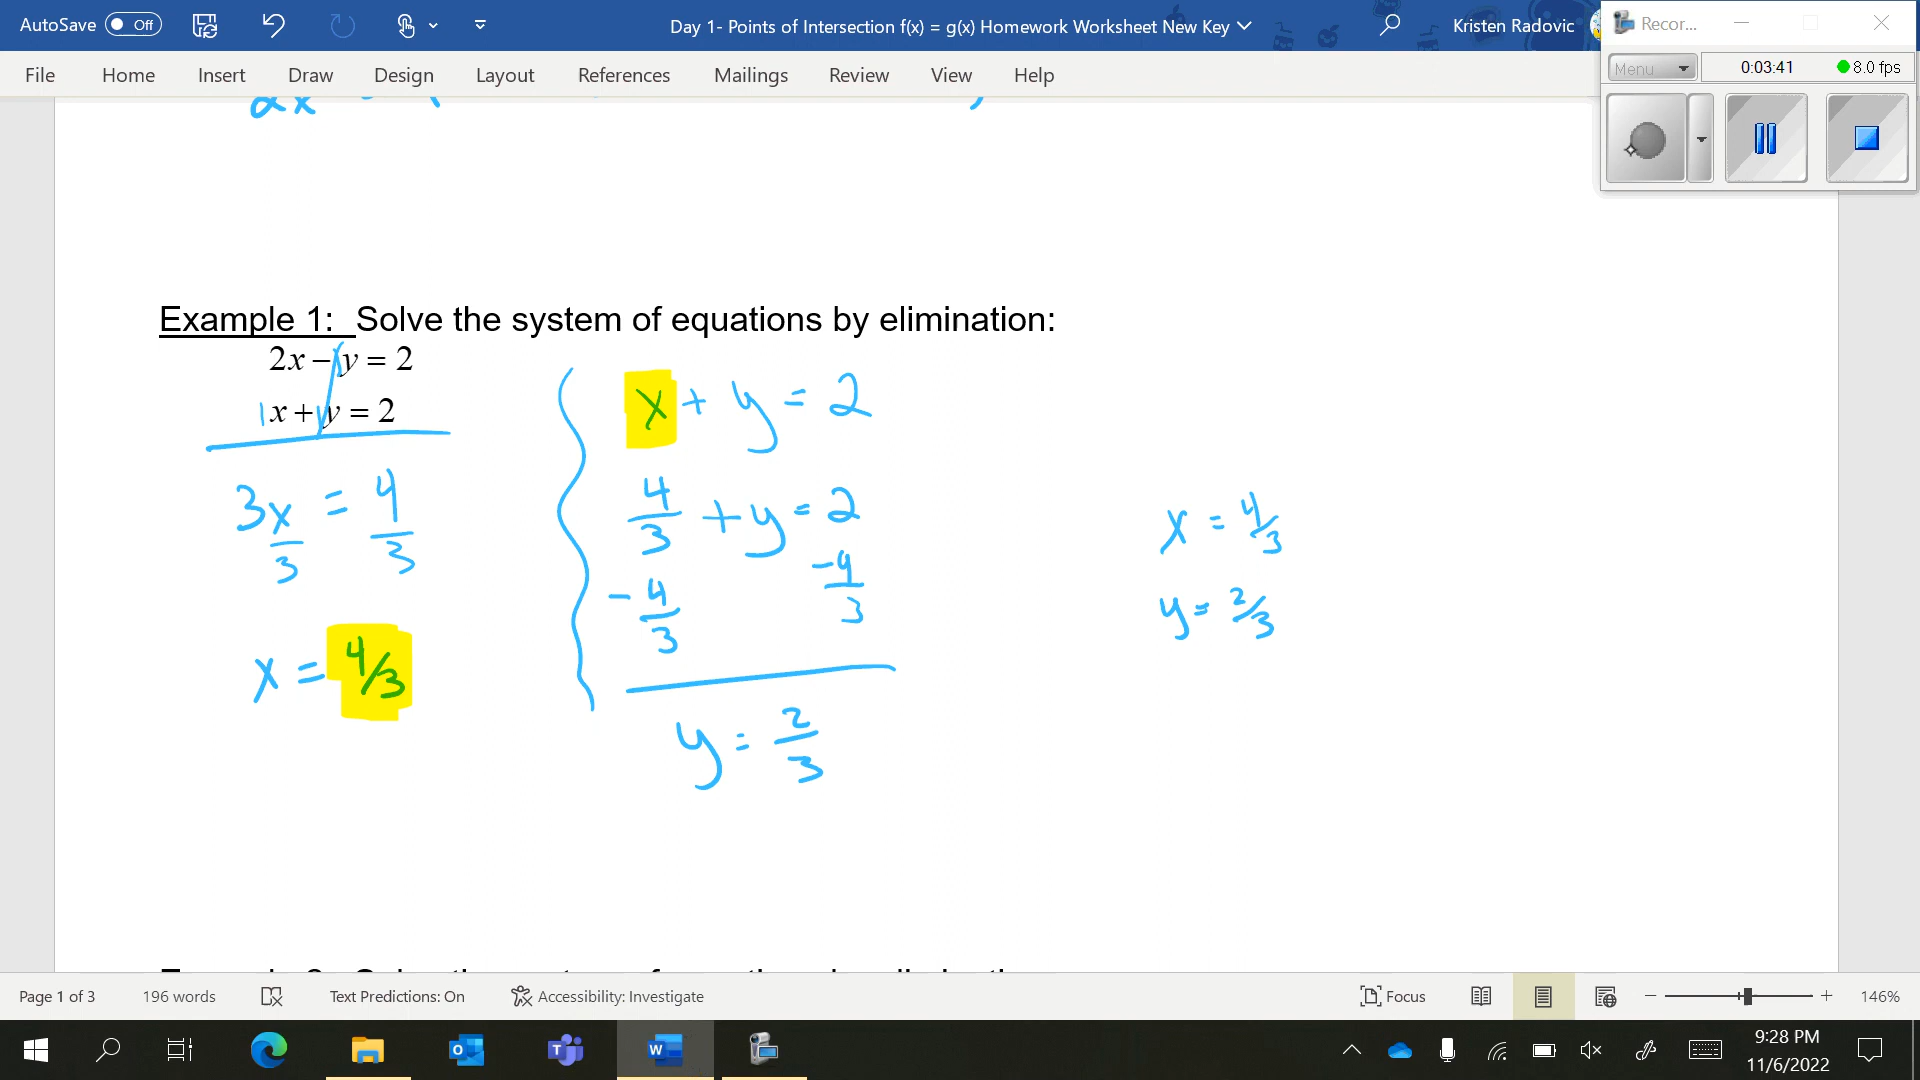 AutoSave Off
Day 1- Points of Intersection f(x) = g(x) Homework Worksheet New Key
Kristen Radovic
Recor...
File Home Insert Draw Design Layout References Mailings Review View Help
Menu 0:03:41 8.0 fps
2x
Example 1: Solve the system of equations by elimination:
2x − 1y = 2
1x + 1y = 2
3x/3 = 4/3
x = 4/3
x + y = 2
4/3 + y = 2
- 4/3 - 4/3
y = 2/3
x = 4/3
y = 2/3
Page 1 of 3 196 words Text Predictions: On Accessibility: Investigate Focus 146%
9:28 PM
11/6/2022